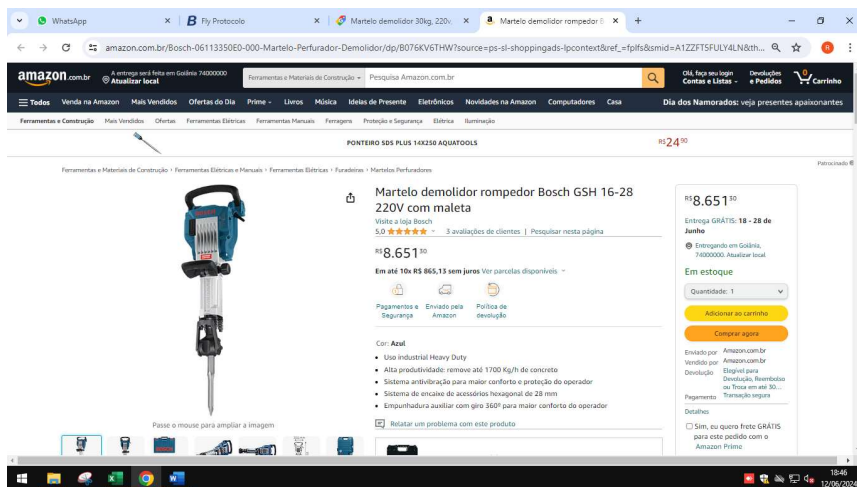 WhatsApp
Fly Protocolo
Martelo demolidor 30kg, 220v,
Martelo demolidor rompedor B
amazon.com.br/Bosch-06113350E0-000-Martelo-Perfurador-Demolidor/dp/B076KV6THW?source=ps-sl-shoppingads-lpcontext&ref_=fplfs&smid=A1ZZFT5FULY4LN&th...
amazon.com.br
A entrega será feita em Goiânia 74000000
Atualizar local
Ferramentas e Materiais de Construção
Pesquisa Amazon.com.br
Olá, faça seu login
Contas e Listas
Devoluções
e Pedidos
0
Carrinho
Todos Venda na Amazon Mais Vendidos Ofertas do Dia Prime Livros Música Ideias de Presente Eletrônicos Novidades na Amazon Computadores Casa
Dia dos Namorados: veja presentes apaixonantes
Ferramentas e Construção Mais Vendidos Ofertas Ferramentas Elétricas Ferramentas Manuais Ferragens Proteção e Segurança Elétrica Iluminação
PONTEIRO SDS PLUS 14X250 AQUATOOLS
R$2490
Patrocinado
Ferramentas e Materiais de Construção › Ferramentas Elétricas e Manuais › Ferramentas Elétricas › Furadeiras › Martelos Perfuradores
Martelo demolidor rompedor Bosch GSH 16-28
220V com maleta
Visite a loja Bosch
5,0 3 avaliações de clientes | Pesquisar nesta página
R$8.65130
Em até 10x R$ 865,13 sem juros Ver parcelas disponíveis
Pagamentos e
Segurança
Enviado pela
Amazon
Política de
devolução
Cor: Azul
• Uso industrial Heavy Duty
• Alta produtividade: remove até 1700 Kg/h de concreto
• Sistema antivibração para maior conforto e proteção do operador
• Sistema de encaixe de acessórios hexagonal de 28 mm
• Empunhadura auxiliar com giro 360º para maior conforto do operador
Relatar um problema com este produto
Passe o mouse para ampliar a imagem
R$8.65130
Entrega GRÁTIS: 18 - 28 de
Junho
Entregando em Goiânia,
74000000. Atualizar local
Em estoque
Quantidade: 1
Adicionar ao carrinho
Comprar agora
Enviado por Amazon.com.br
Vendido por Amazon.com.br
Devolução Elegível para
Devolução, Reembolso
ou Troca em até 30...
Pagamento Transação segura
Detalhes
Sim, eu quero frete GRÁTIS
para este pedido com o
Amazon Prime
18:46
12/06/2024